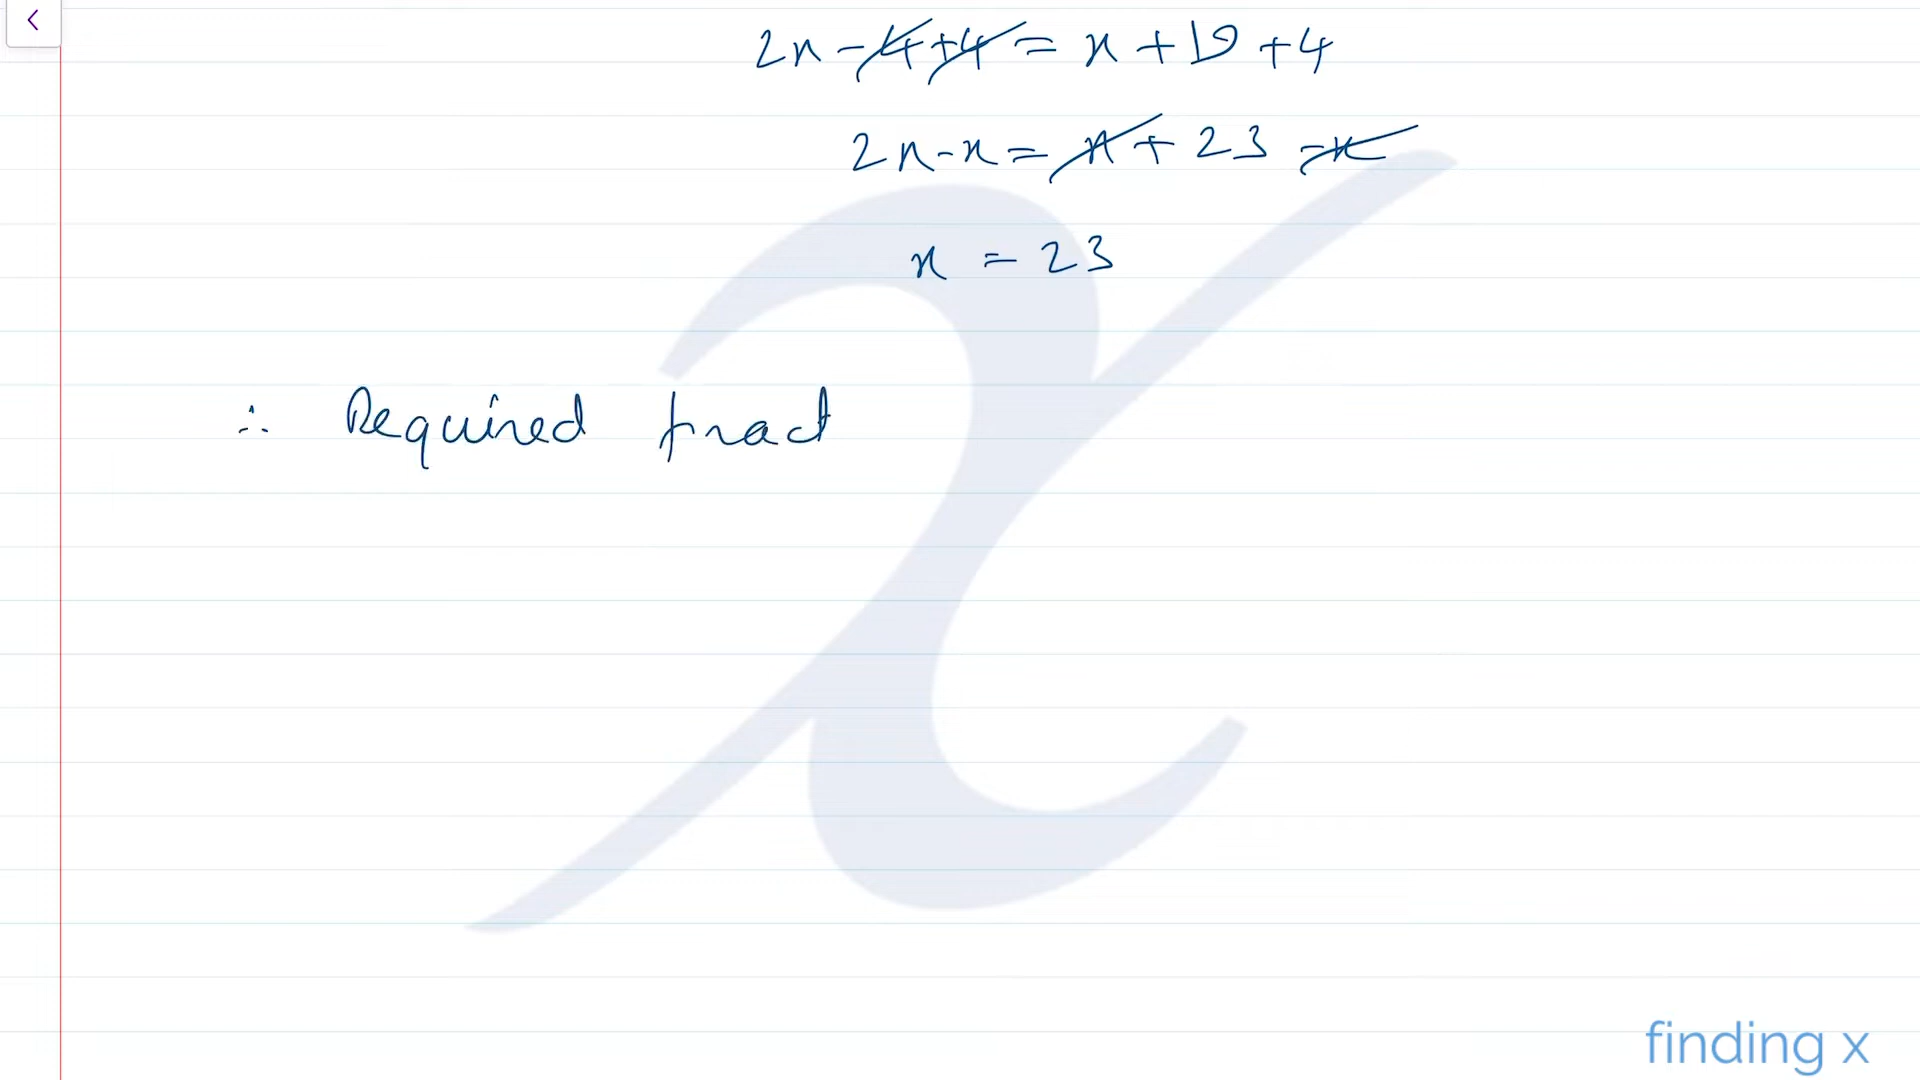 2x - 4 + 4 = x + 19 + 4
2x - x = x + 23 - x
x = 23
∴ Required fract
finding x